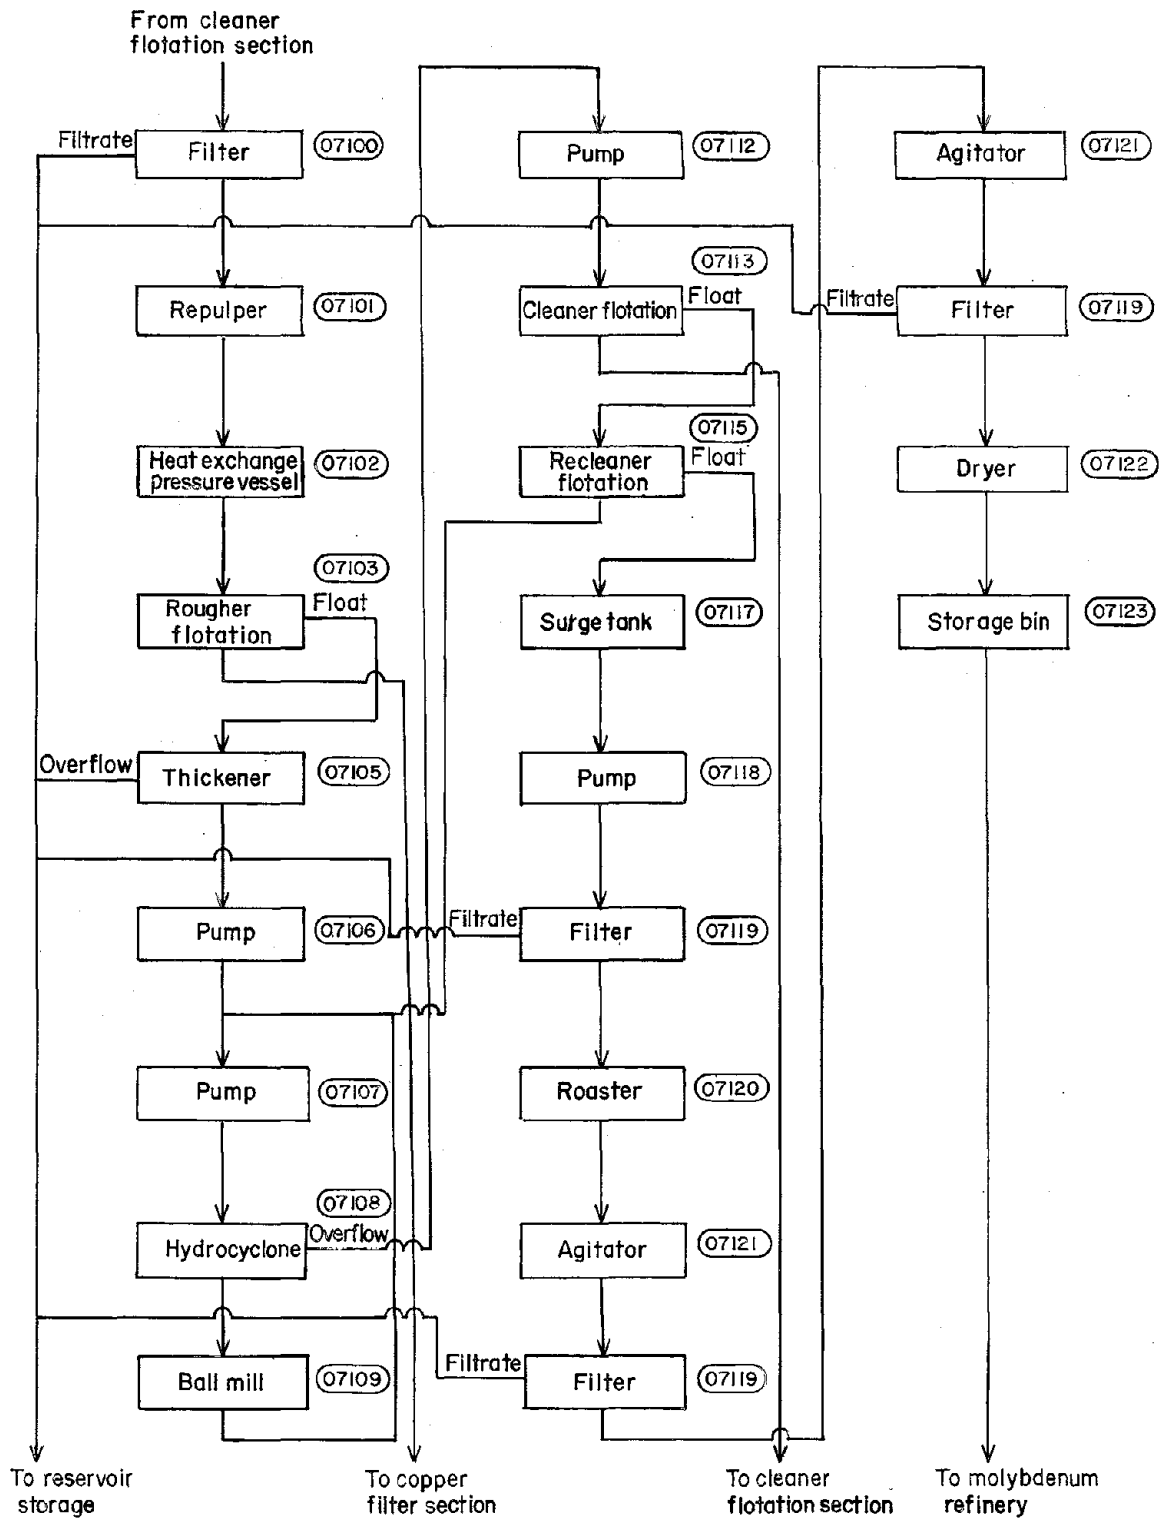 From cleaner
flotation section
Filtrate
Filter
07100
Repulper
07101
Heat exchange
pressure vessel
07102
07103
Rougher
flotation
Float
Overflow
Thickener
07105
Pump
07106
Pump
07107
07108
Hydrocyclone
Overflow
Ball mill
07109
Pump
07112
07113
Cleaner flotation
Float
07115
Recleaner
flotation
Float
Surge tank
07117
Pump
07118
Filtrate
Filter
07119
Roaster
07120
Agitator
07121
Filtrate
Filter
07119
Agitator
07121
Filtrate
Filter
07119
Dryer
07122
Storage bin
07123
To reservoir
storage
To copper
filter section
To cleaner
flotation section
To molybdenum
refinery